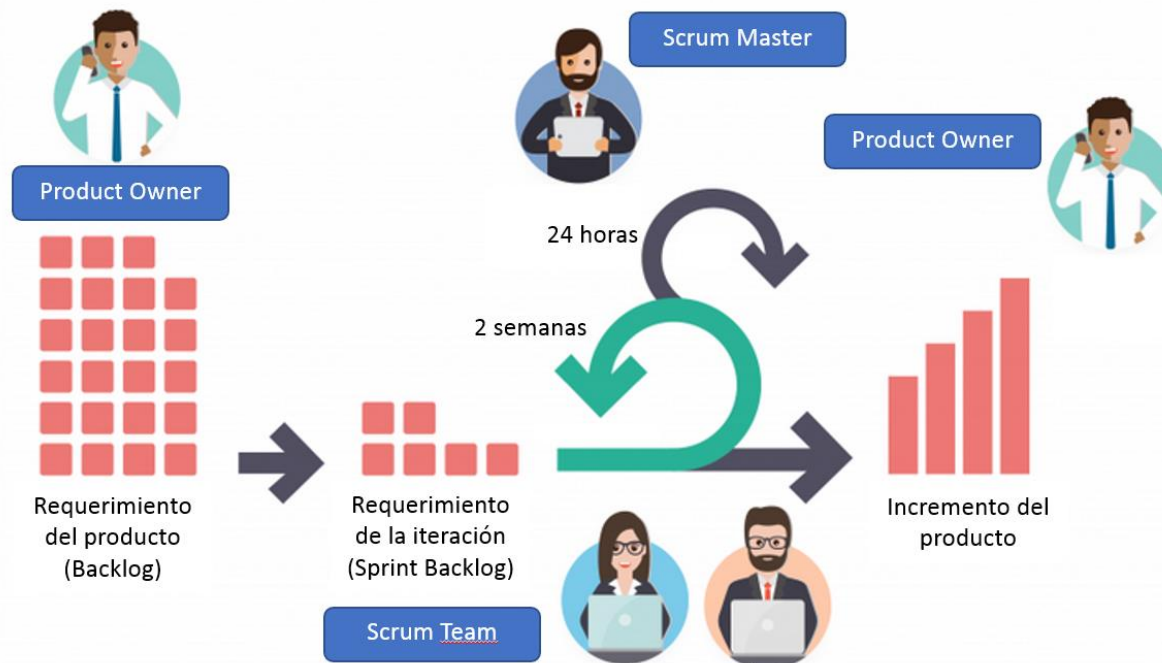 Scrum Master
Product Owner
Product Owner
24 horas
2 semanas
Requerimiento
del producto
(Backlog)
Requerimiento
de la iteración
(Sprint Backlog)
Incremento del
producto
Scrum Team